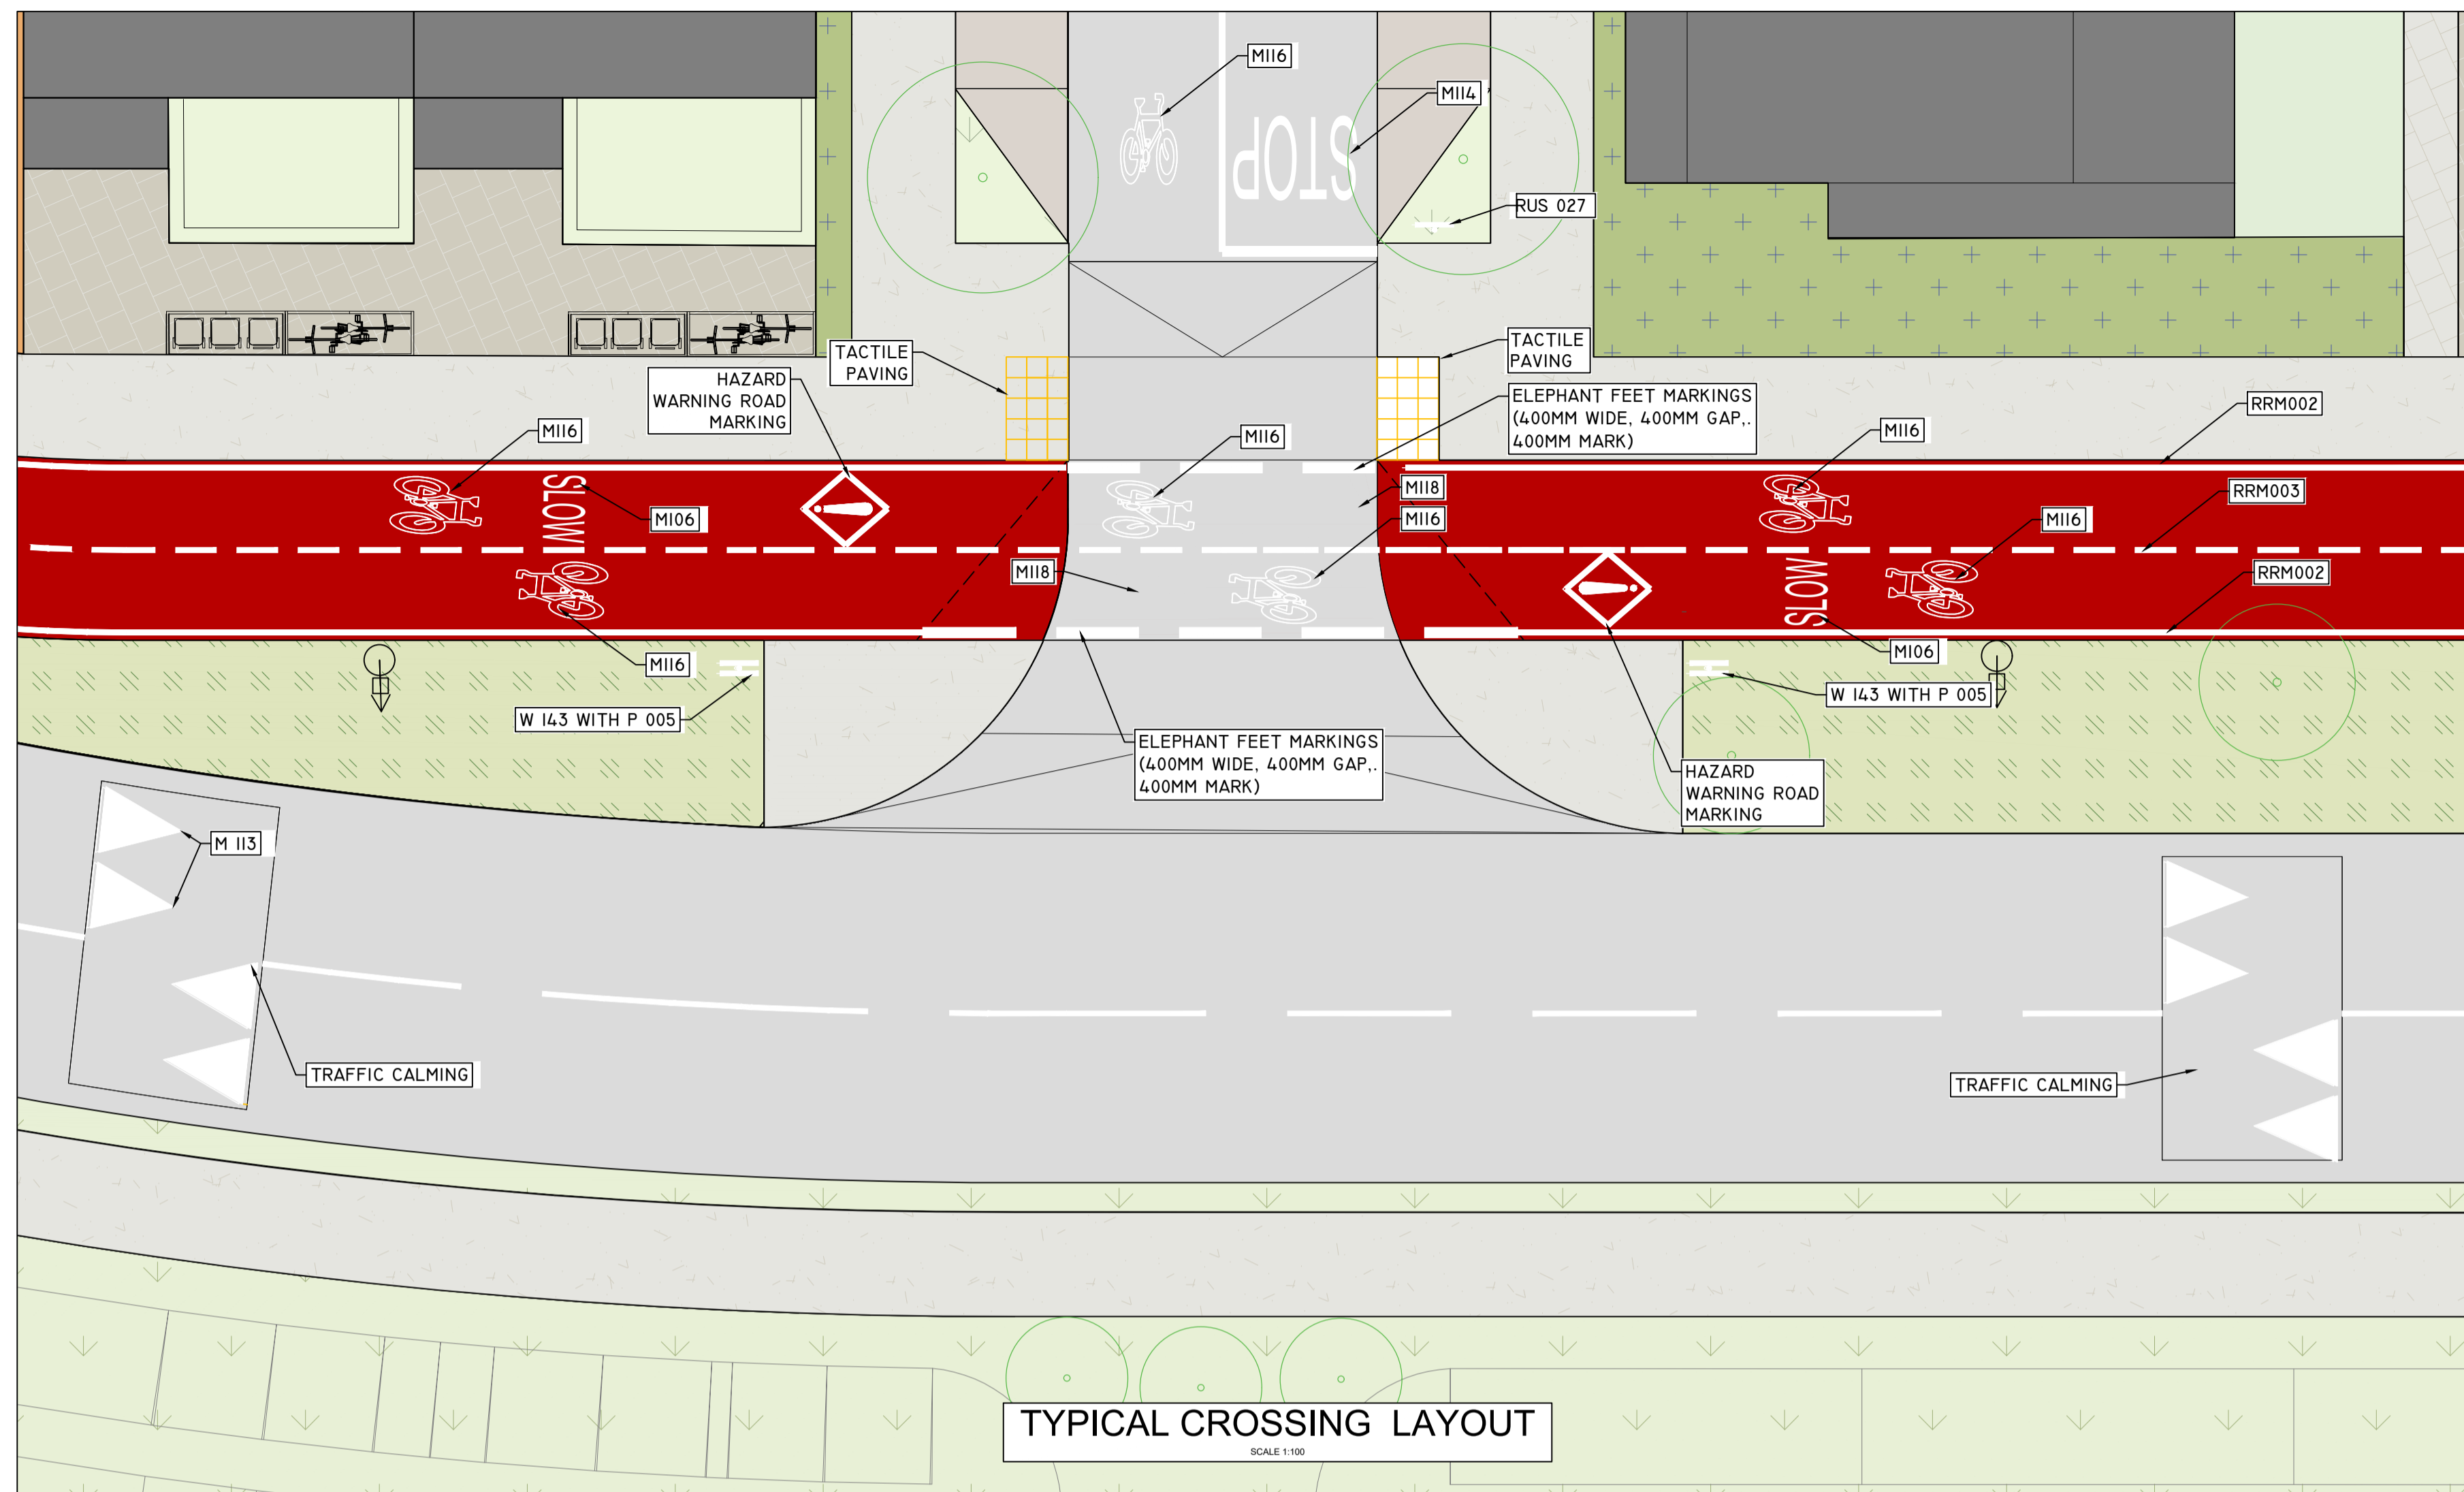 M116
M114
STOP
RUS 027
TACTILE
PAVING
TACTILE
PAVING
HAZARD
WARNING ROAD
MARKING
ELEPHANT FEET MARKINGS
(400MM WIDE, 400MM GAP,.
400MM MARK)
RRM002
M116
M116
M116
SLOW
M106
M118
M116
RRM003
M116
M118
SLOW
RRM002
M116
M106
W 143 WITH P 005
W 143 WITH P 005
ELEPHANT FEET MARKINGS
(400MM WIDE, 400MM GAP,.
400MM MARK)
HAZARD
WARNING ROAD
MARKING
M 113
TRAFFIC CALMING
TRAFFIC CALMING
TYPICAL CROSSING LAYOUT
SCALE 1:100